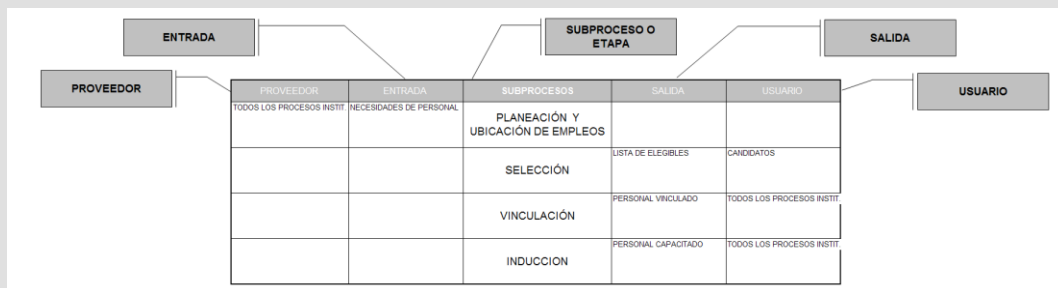 ENTRADA
SUBPROCESO O
ETAPA
SALIDA
PROVEEDOR
USUARIO
PROVEEDOR ENTRADA SUBPROCESOS SALIDA USUARIO
TODOS LOS PROCESOS INSTIT. NECESIDADES DE PERSONAL
PLANEACIÓN Y
UBICACIÓN DE EMPLEOS
LISTA DE ELEGIBLES CANDIDATOS
SELECCIÓN
PERSONAL VINCULADO TODOS LOS PROCESOS INSTIT.
VINCULACIÓN
PERSONAL CAPACITADO TODOS LOS PROCESOS INSTIT.
INDUCCION